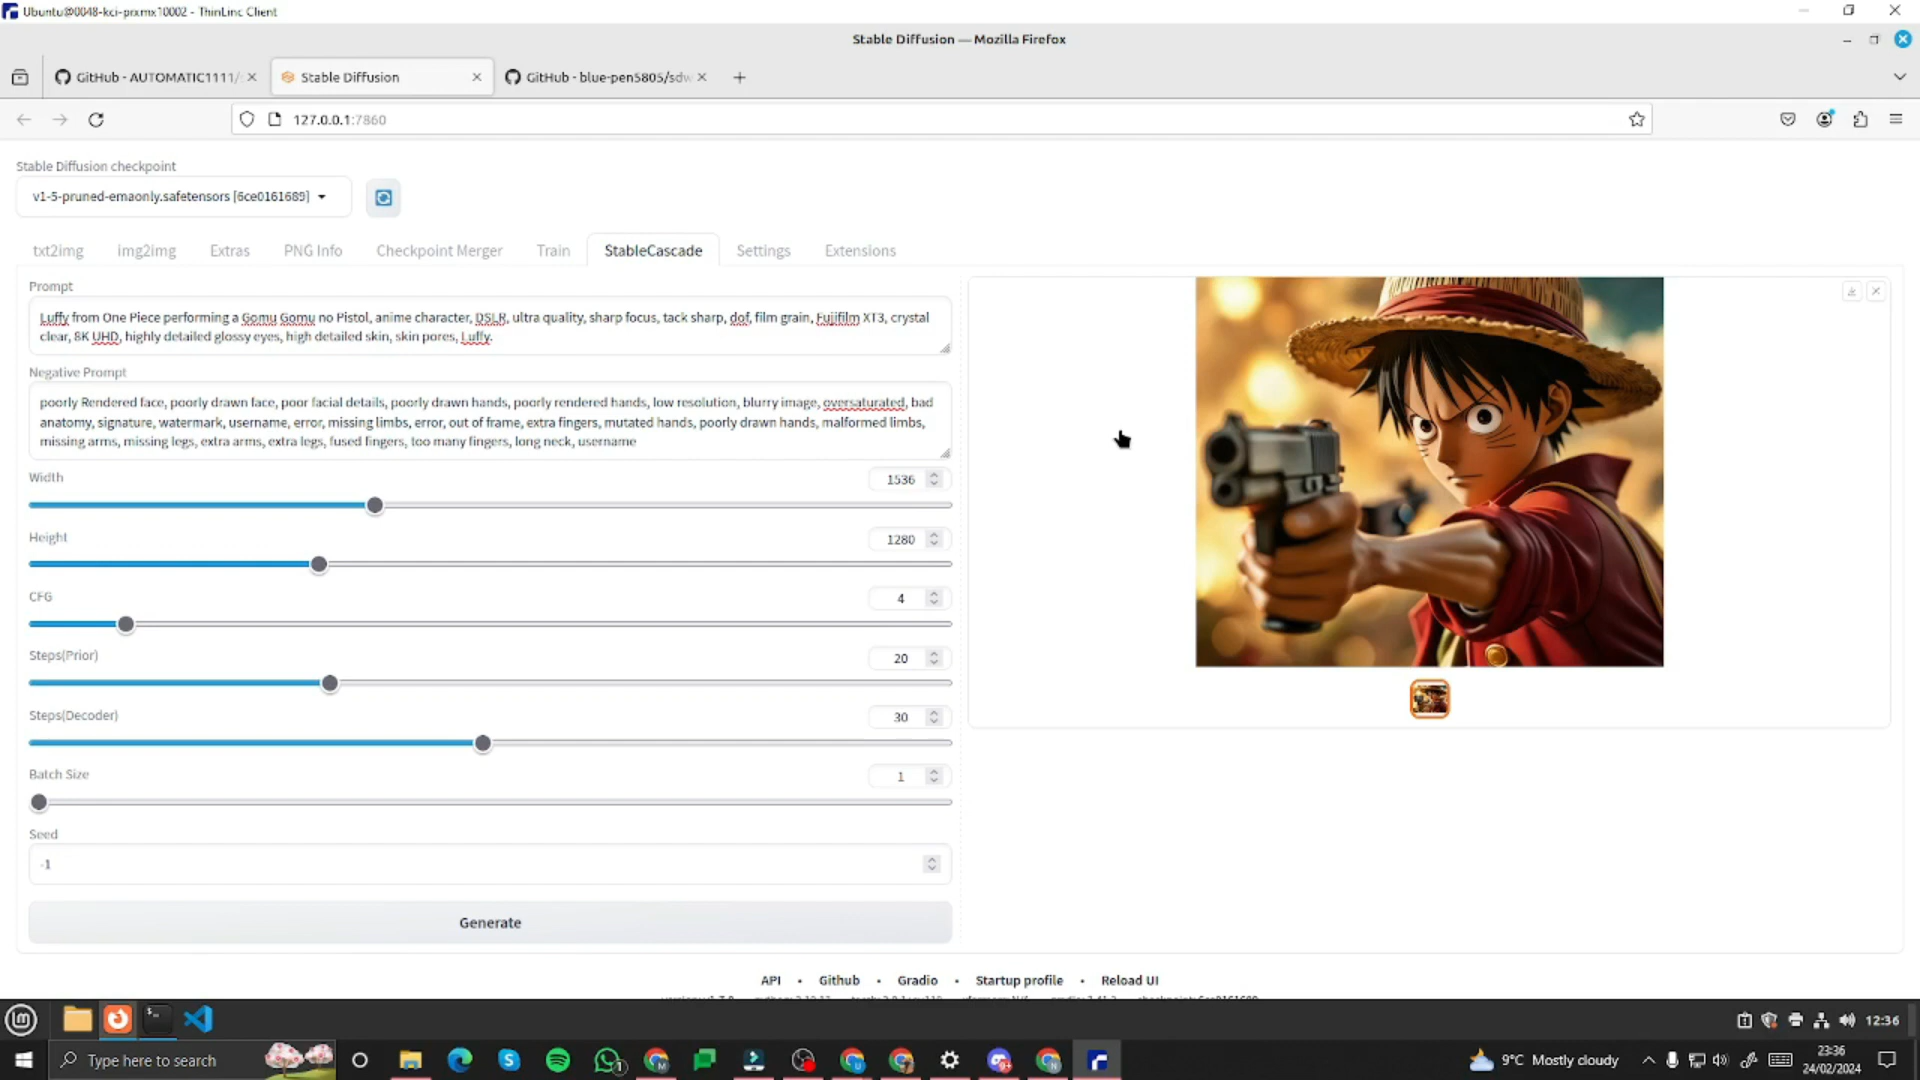 Ubuntu@0048-kci-prxmx10002 - ThinLinc Client
Stable Diffusion — Mozilla Firefox
GitHub - AUTOMATIC1111/
Stable Diffusion
GitHub - blue-pen5805/sdw
127.0.0.1:7860
Stable Diffusion checkpoint
v1-5-pruned-emaonly.safetensors [6ce0161689]
txt2img
img2img
Extras
PNG Info
Checkpoint Merger
Train
StableCascade
Settings
Extensions
Prompt
Luffy from One Piece performing a Gomu Gomu no Pistol, anime character, DSLR, ultra quality, sharp focus, tack sharp, dof, film grain, Fujifilm XT3, crystal
clear, 8K UHD, highly detailed glossy eyes, high detailed skin, skin pores, Luffy.
Negative Prompt
poorly Rendered face, poorly drawn face, poor facial details, poorly drawn hands, poorly rendered hands, low resolution, blurry image, oversaturated, bad
anatomy, signature, watermark, username, error, missing limbs, error, out of frame, extra fingers, mutated hands, poorly drawn hands, malformed limbs,
missing arms, missing legs, extra arms, extra legs, fused fingers, too many fingers, long neck, username
Width
1536
Height
1280
CFG
4
Steps(Prior)
20
Steps(Decoder)
30
Batch Size
1
Seed
-1
Generate
API • Github • Gradio • Startup profile • Reload UI
12:36
Type here to search
9°C Mostly cloudy
23:36
24/02/2024